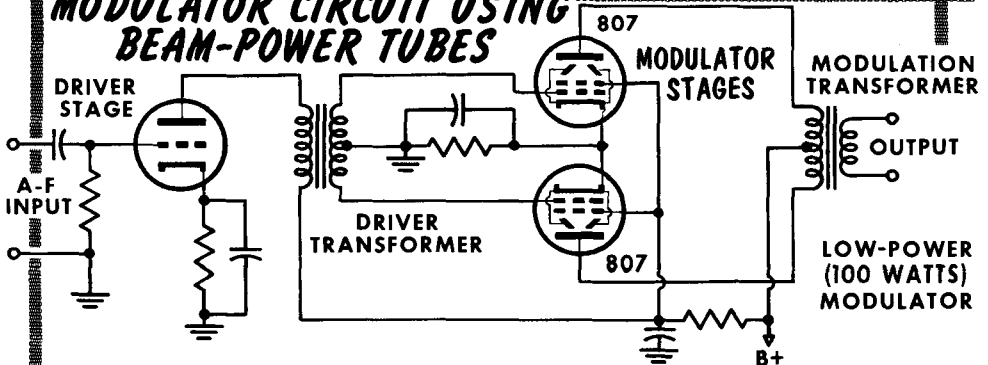 MODULATOR CIRCUIT USING
BEAM-POWER TUBES
807
DRIVER
STAGE
MODULATOR
STAGES
MODULATION
TRANSFORMER
OUTPUT
A-F
INPUT
DRIVER
TRANSFORMER
807
LOW-POWER
(100 WATTS)
MODULATOR
B+